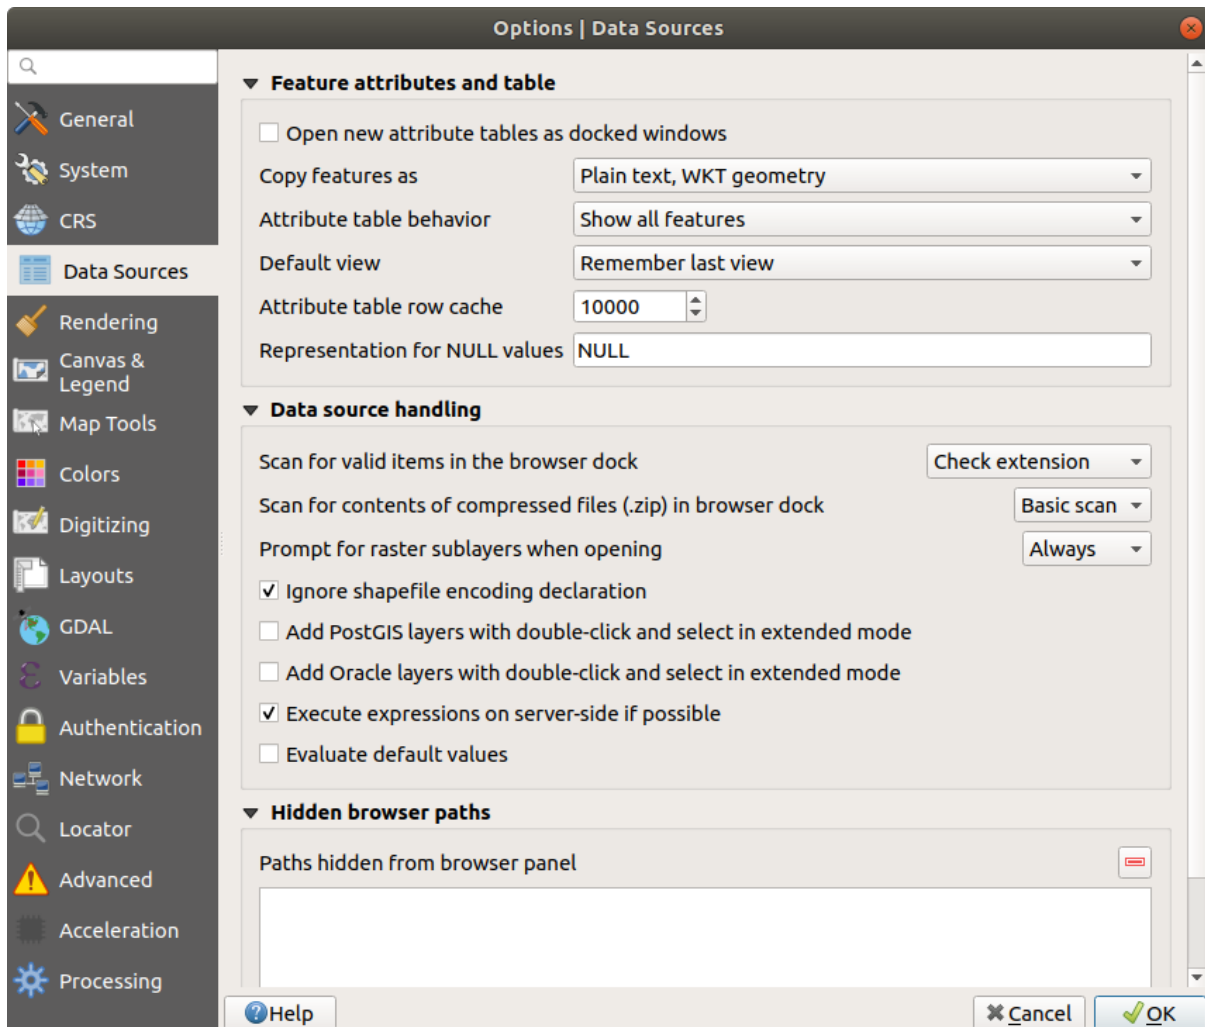 Options | Data Sources
General
System
CRS
Data Sources
Rendering
Canvas &
Legend
Map Tools
Colors
Digitizing
Layouts
GDAL
Variables
Authentication
Network
Locator
Advanced
Acceleration
Processing
Feature attributes and table
Open new attribute tables as docked windows
Copy features as Plain text, WKT geometry
Attribute table behavior Show all features
Default view Remember last view
Attribute table row cache 10000
Representation for NULL values NULL
Data source handling
Scan for valid items in the browser dock Check extension
Scan for contents of compressed files (.zip) in browser dock Basic scan
Prompt for raster sublayers when opening Always
Ignore shapefile encoding declaration
Add PostGIS layers with double-click and select in extended mode
Add Oracle layers with double-click and select in extended mode
Execute expressions on server-side if possible
Evaluate default values
Hidden browser paths
Paths hidden from browser panel
Help Cancel OK